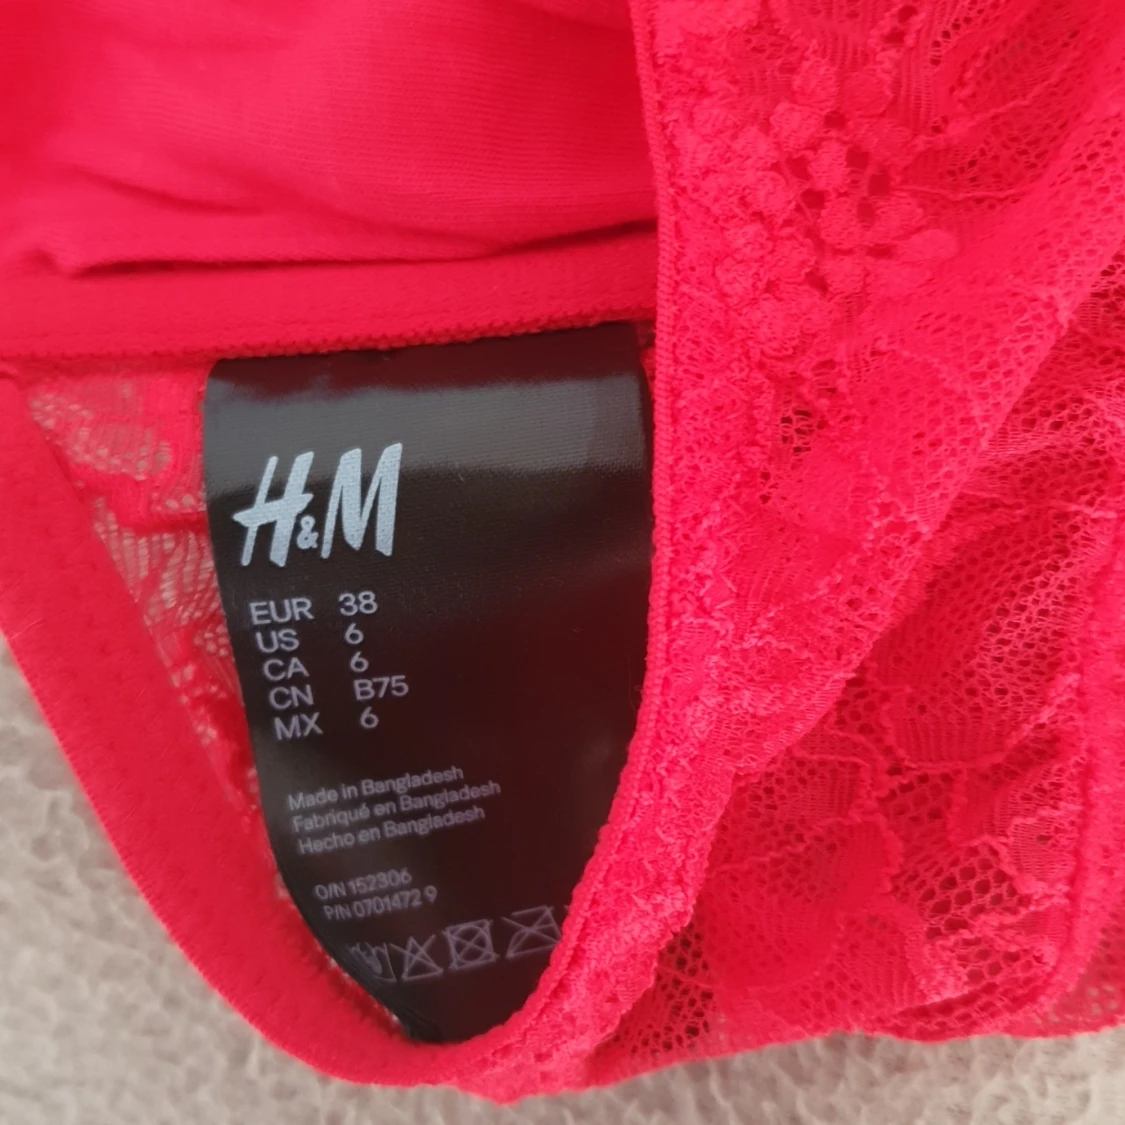 H&M
EUR 38
US 6
CA 6
CN B75
MX 6
Made in Bangladesh
Fabriqué en Bangladesh
Hecho en Bangladesh
O/N 152306
P/N 0701472 9